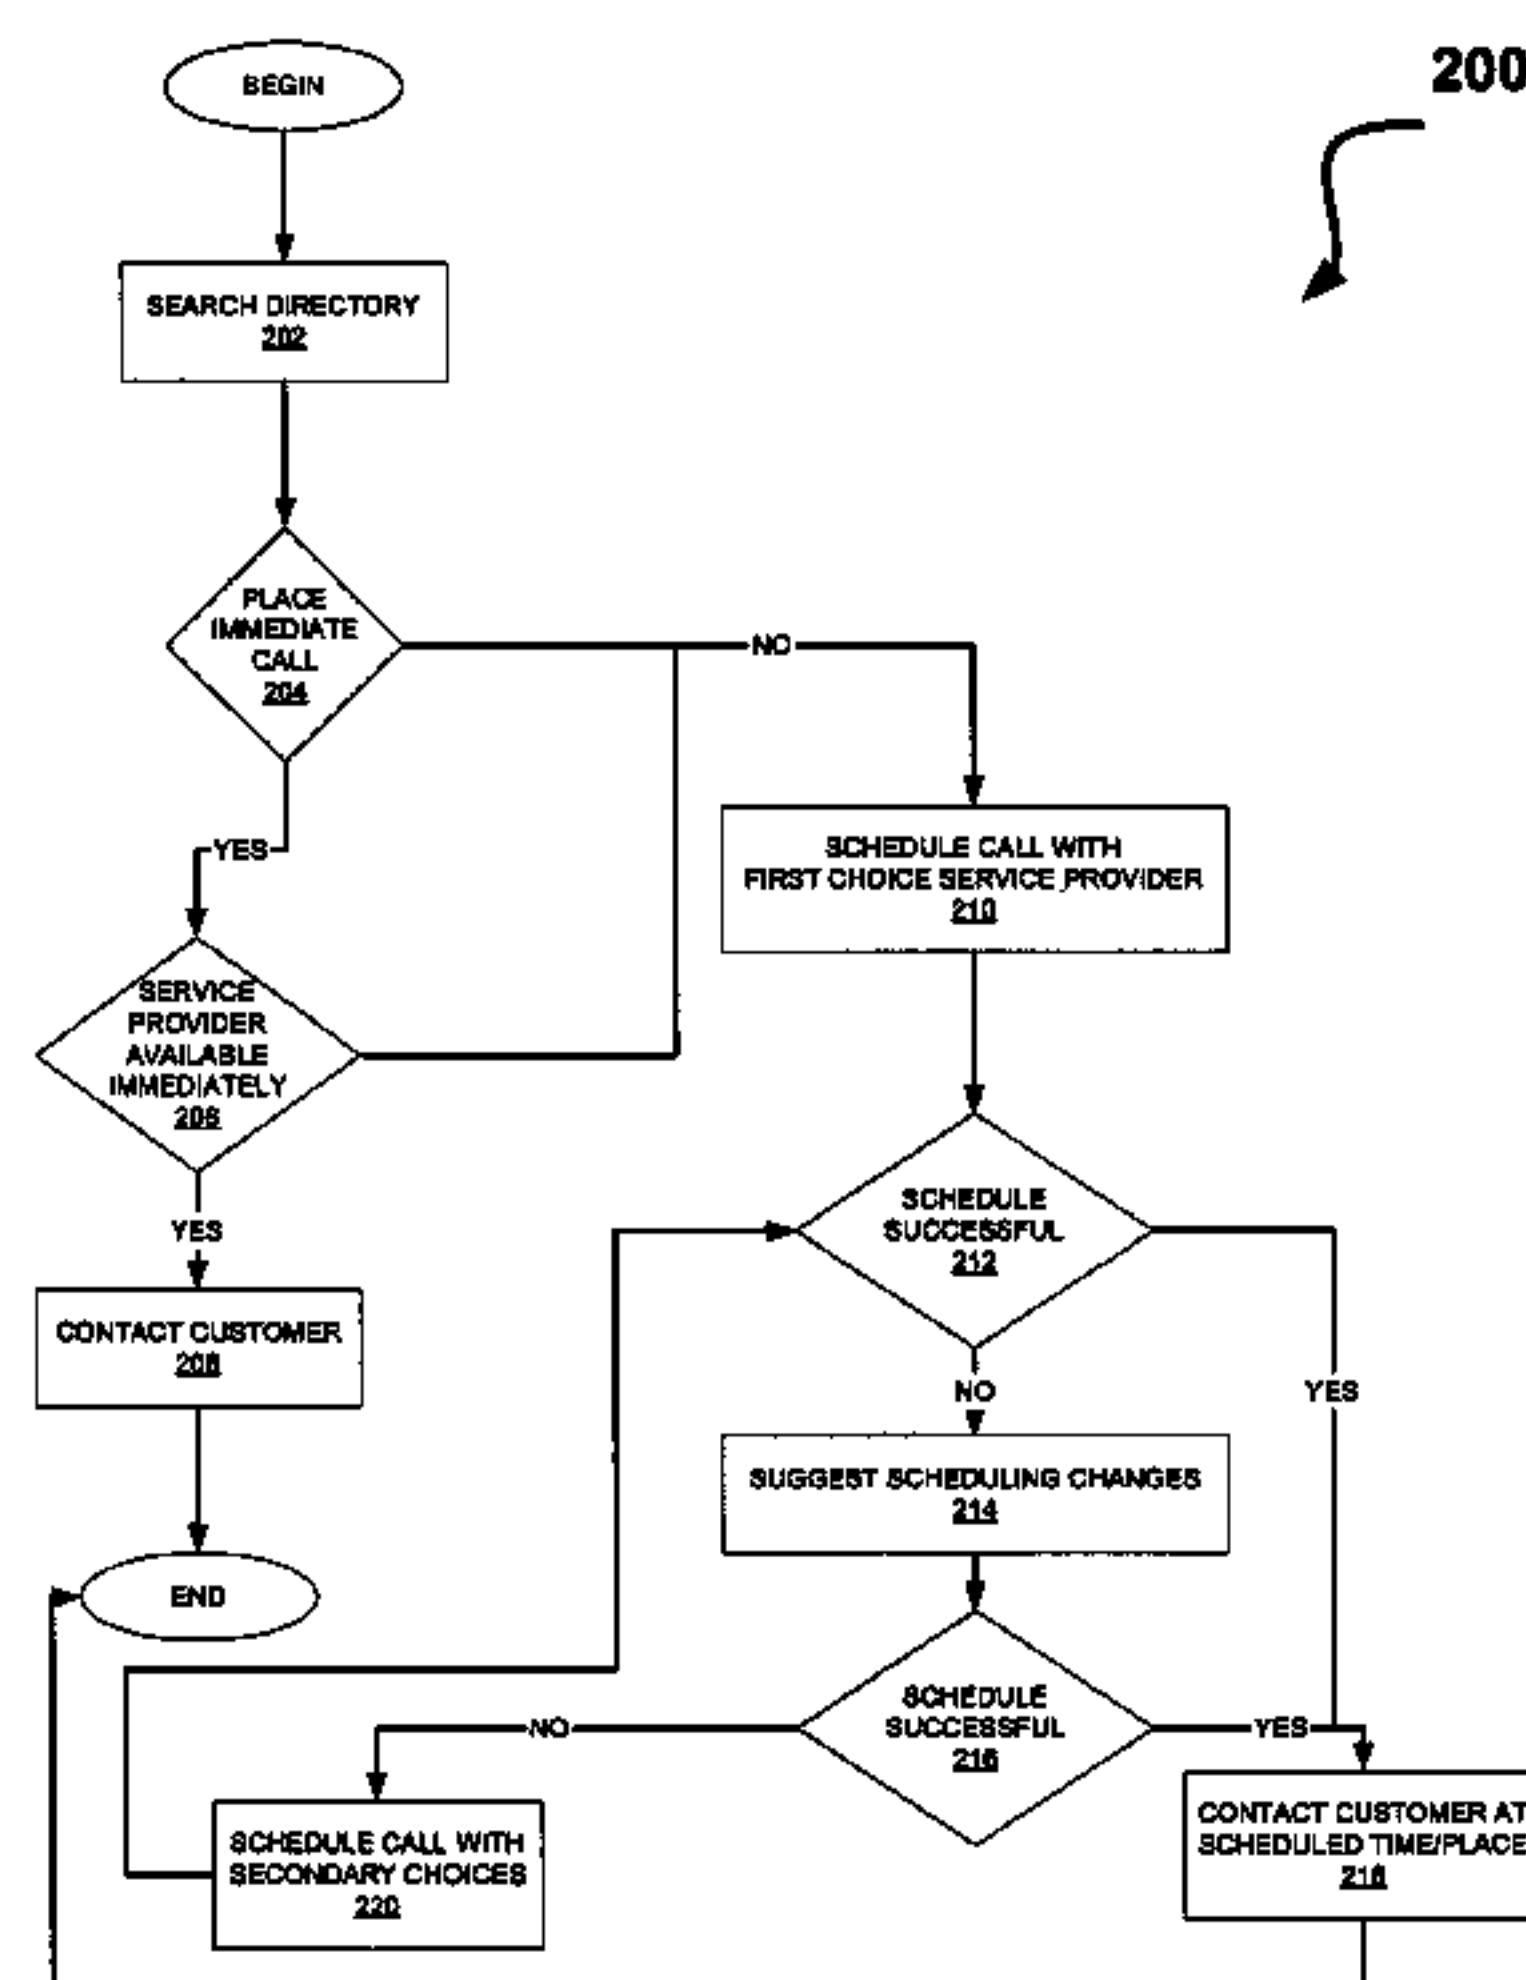 BEGIN
200
SEARCH DIRECTORY
202
PLACE
IMMEDIATE
CALL
204
NO
YES
SCHEDULE CALL WITH
FIRST CHOICE SERVICE PROVIDER
210
SERVICE
PROVIDER
AVAILABLE
IMMEDIATELY
206
YES
SCHEDULE
SUCCESSFUL
212
CONTACT CUSTOMER
208
NO
YES
SUGGEST SCHEDULING CHANGES
214
END
SCHEDULE
SUCCESSFUL
216
NO
YES
CONTACT CUSTOMER AT
SCHEDULED TIME/PLACE
218
SCHEDULE CALL WITH
SECONDARY CHOICES
220